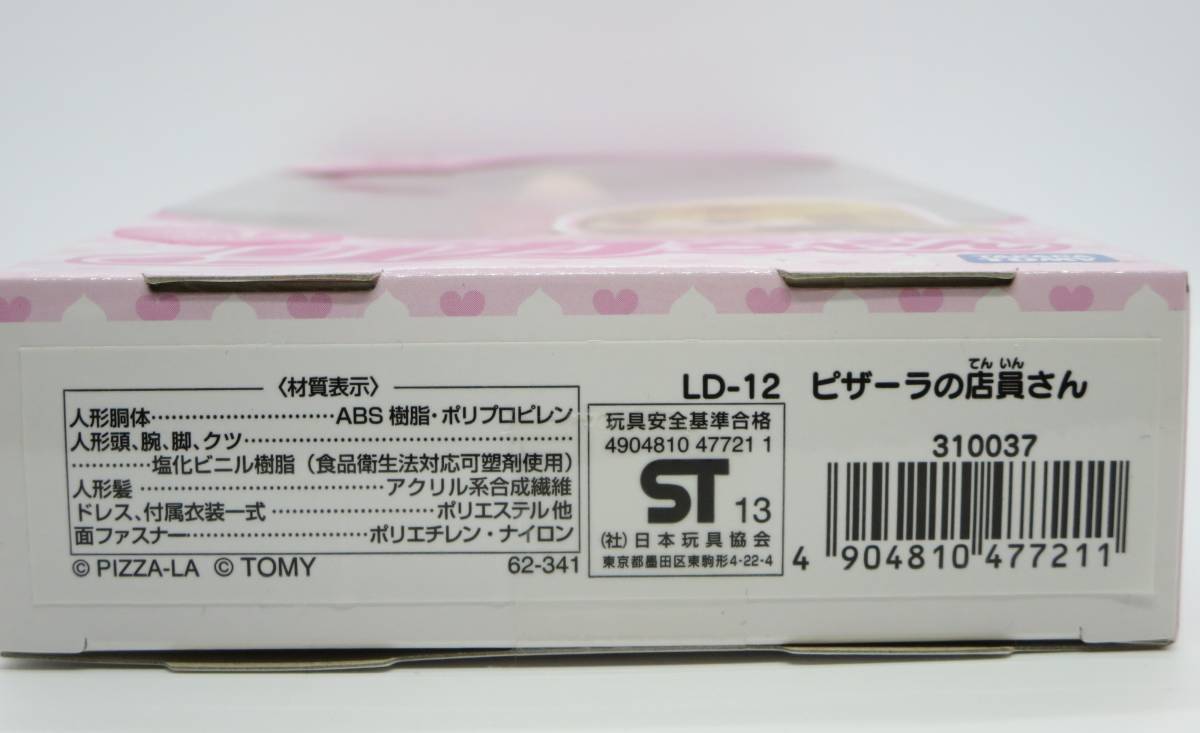 〈材質表示〉
人形胴体…………………………ABS 樹脂・ポリプロピレン
人形頭、腕、脚、クツ………………………………………………
…………塩化ビニル樹脂（食品衛生法対応可塑剤使用）
人形髪…………………………………アクリル系合成繊維
ドレス、付属衣装一式………………………ポリエステル他
面ファスナー…………………………ポリエチレン・ナイロン
© PIZZA-LA © TOMY 62-341
LD-12 ピザーラの店員さん
てん いん
玩具安全基準合格
4904810 47721 1
ST 13
(社) 日本玩具協会
東京都墨田区東駒形4-22-4
310037
4 904810 477211